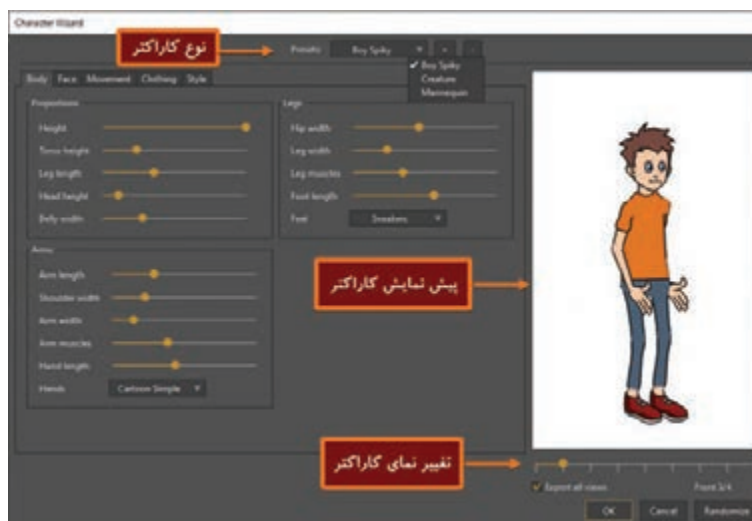 Character Wizard
نوع کاراکتر
Presets: Boy Spiky
Boy Spiky
Creature
Mannequin
Body Face Movement Clothing Style
Proportions
Height
Torso height
Leg length
Head height
Belly width
Legs
Hip width
Leg width
Leg muscles
Foot length
Feet Sneakers
Arms
Arm length
Shoulder width
Arm width
Arm muscles
Hand length
Hands Cartoon Simple
پیش نمایش کاراکتر
تغییر نمای کاراکتر
Export all views Front 3/4
OK Cancel Randomize